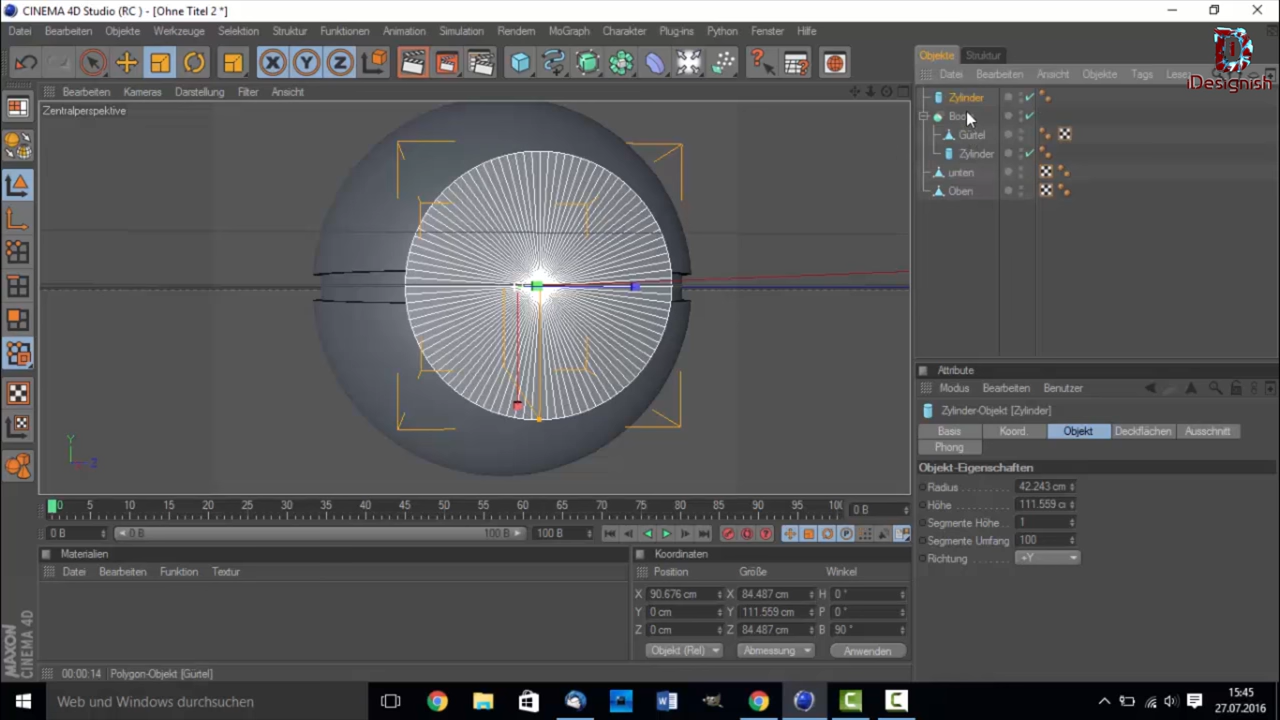 CINEMA 4D Studio (RC ) - [Ohne Titel 2 *]
Datei Bearbeiten Objekte Werkzeuge Selektion Struktur Funktionen Animation Simulation Rendern MoGraph Charakter Plug-ins Python Fenster Hilfe
X Y Z
Bearbeiten Kameras Darstellung Filter Ansicht
Zentralperspektive
Y
Z
Objekte Struktur
Datei Bearbeiten Ansicht Objekte Tags
iDesignish
Zylinder
Gürtel
Zylinder
unten
Oben
Attribute
Modus Bearbeiten Benutzer
Zylinder-Objekt [Zylinder]
Basis Koord. Objekt Deckflächen Ausschnitt
Phong
Objekt-Eigenschaften
Radius 42.243 cm
Höhe 111.559 c
Segmente Höhe 1
Segmente Umfang 100
Richtung +Y
0 5 10 15 20 25 30 35 40 45 50 55 60 65 70 75 80 85 90 95 0 B
0 B 0 B 100 B 100 B
Materialien
Datei Bearbeiten Funktion Textur
Koordinaten
Position Größe Winkel
X 90.676 cm X 84.487 cm H 0 °
Y 0 cm Y 111.559 cm P 0 °
Z 0 cm Z 84.487 cm B 90 °
Objekt (Rel) Abmessung Anwenden
MAXON CINEMA 4D
00:00:14 Polygon-Objekt [Gürtel]
Web und Windows durchsuchen
15:45
27.07.2016